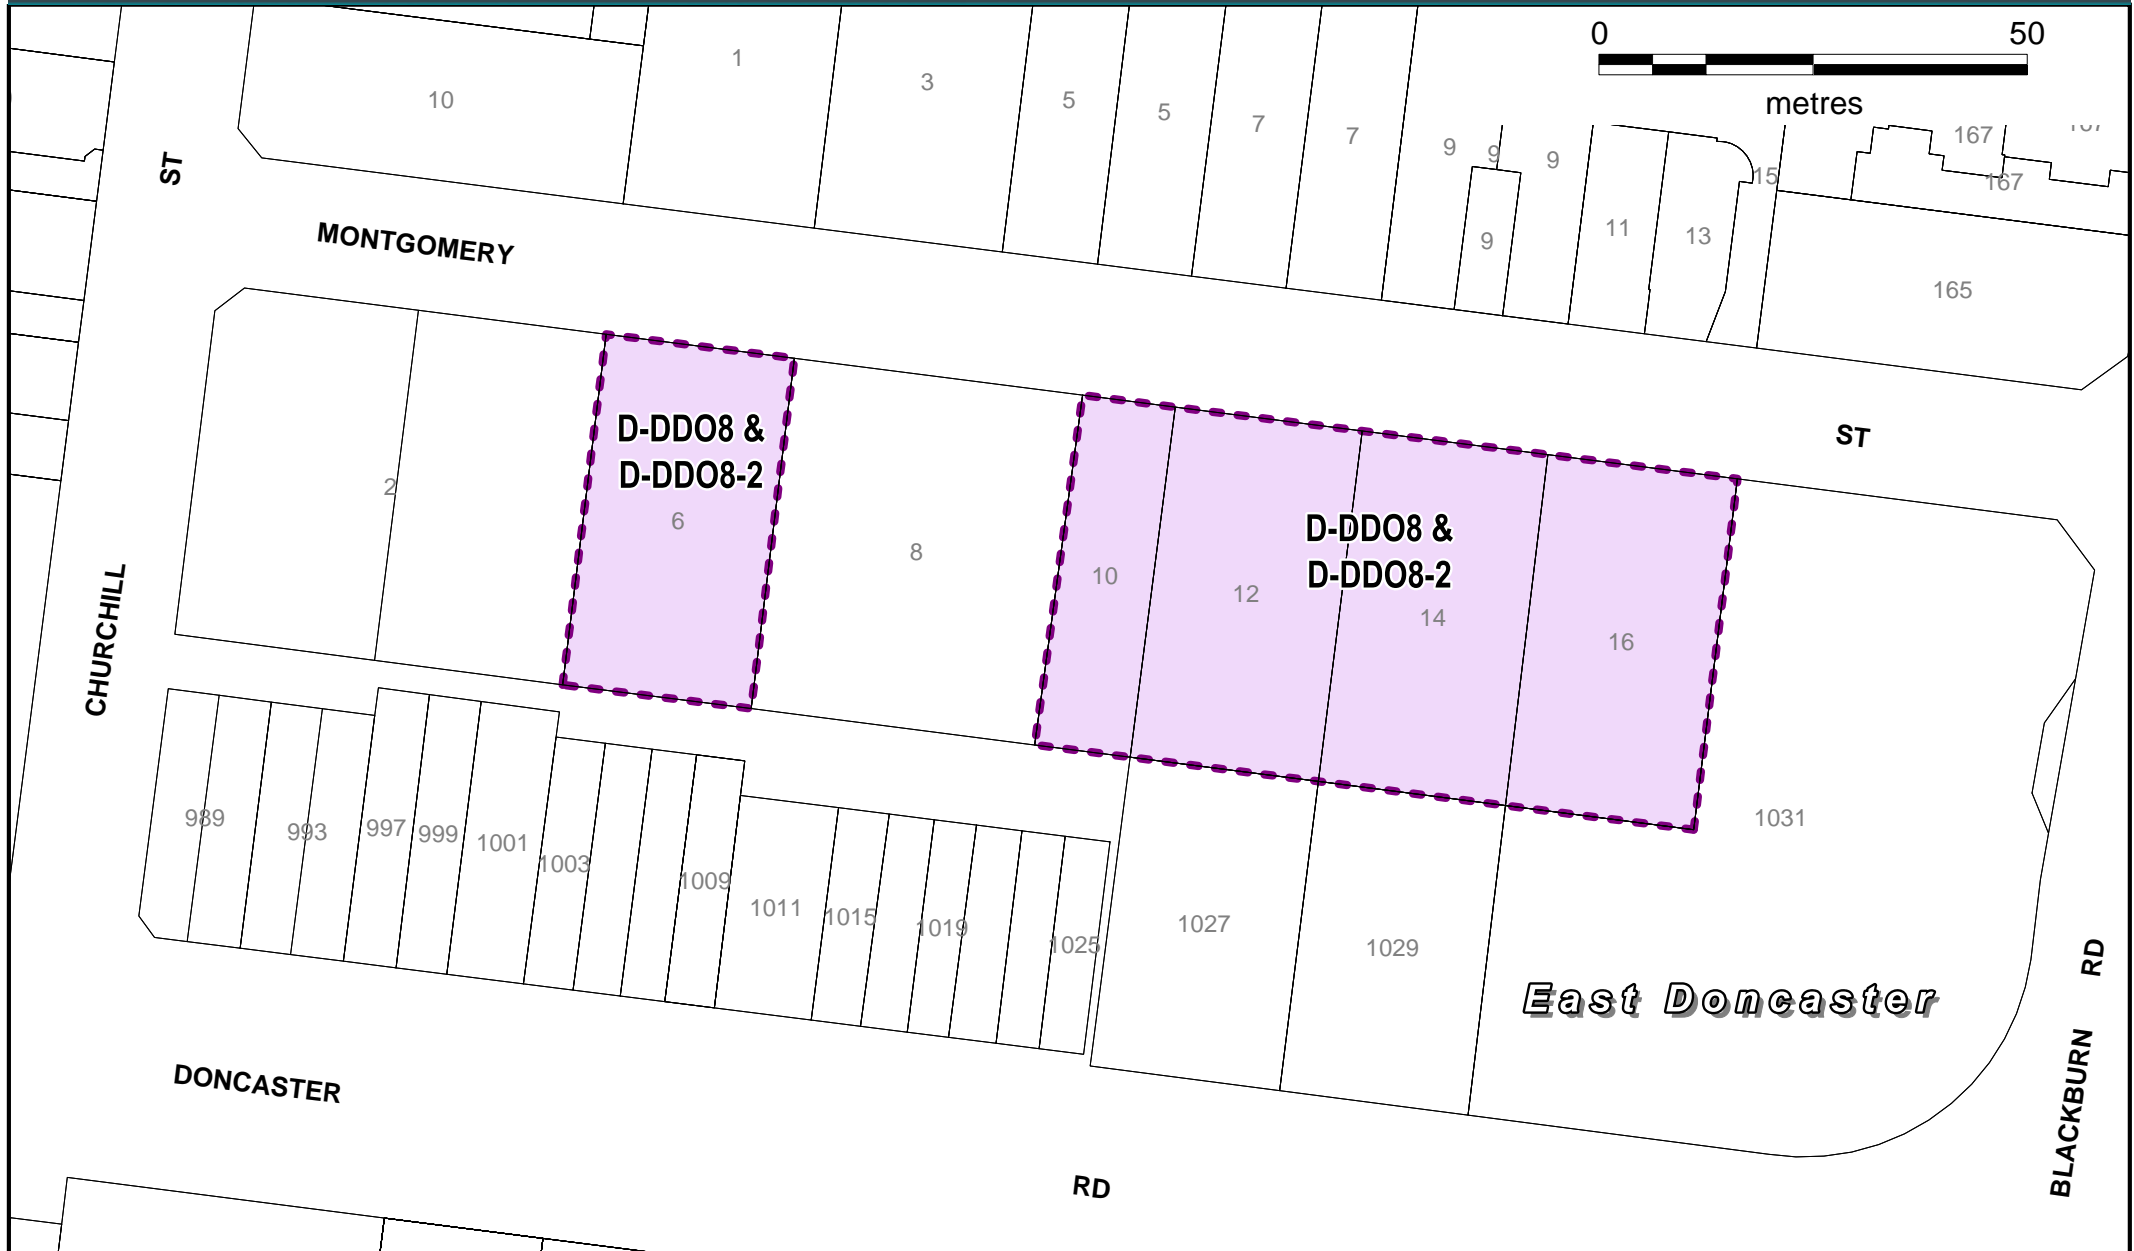 0 50
metres
1
3
10
5
5
7
7
9
9
9
9
11
13
15
167
167
167
165
ST
MONTGOMERY
ST
D-DDO8 &
D-DDO8-2
6
2
8
D-DDO8 &
D-DDO8-2
10
12
14
16
CHURCHILL
989
993
997
999
1001
1003
1009
1011
1015
1019
1025
1027
1029
1031
East Doncaster
RD
BLACKBURN
DONCASTER
RD